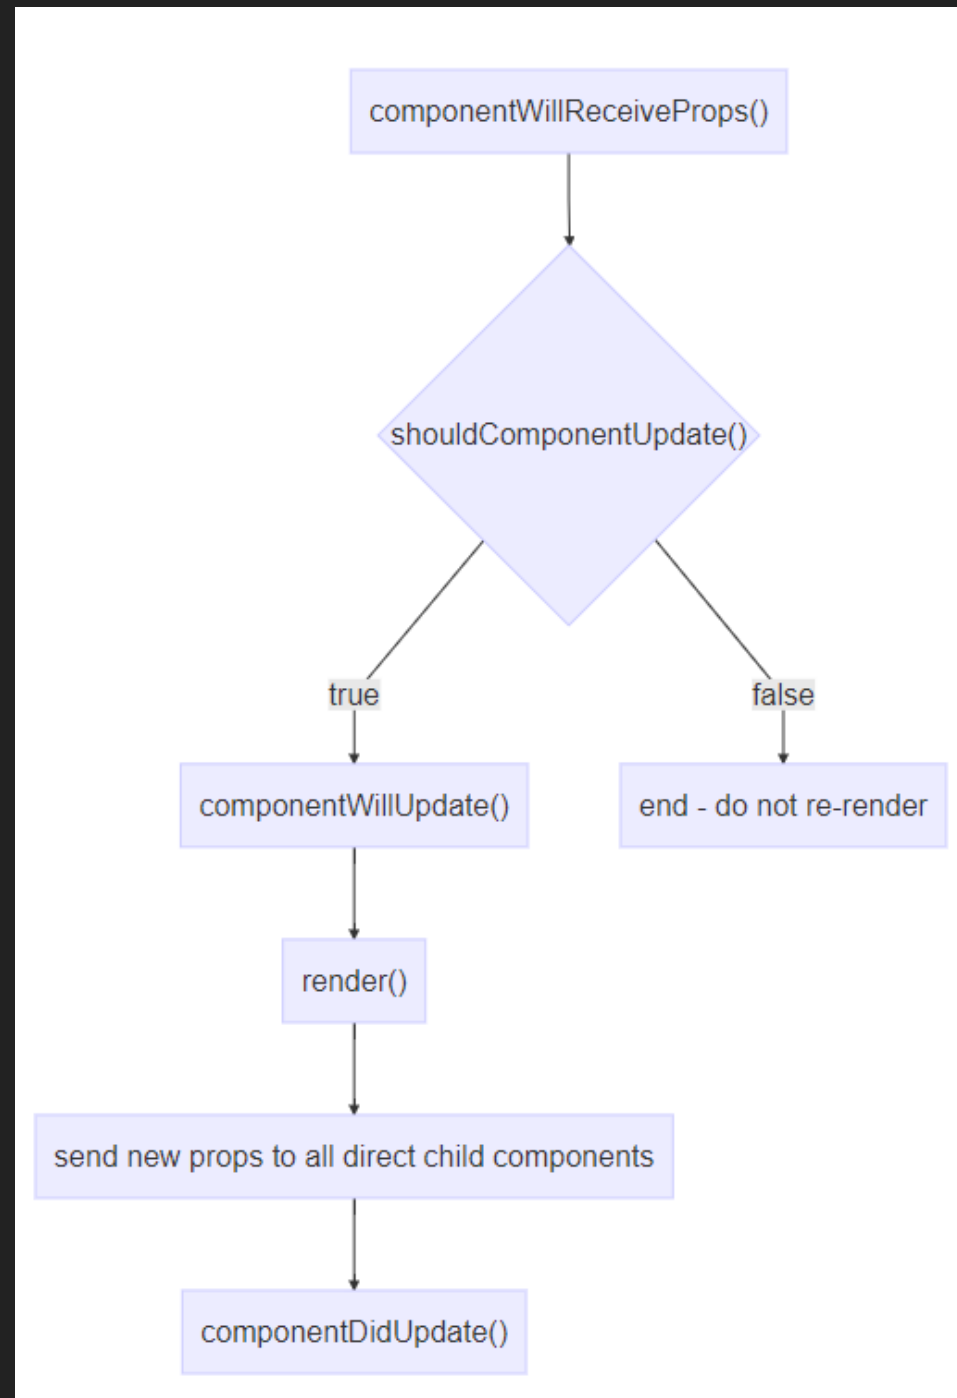 componentWillReceiveProps()
shouldComponentUpdate()
true
false
componentWillUpdate()
end - do not re-render
render()
send new props to all direct child components
componentDidUpdate()